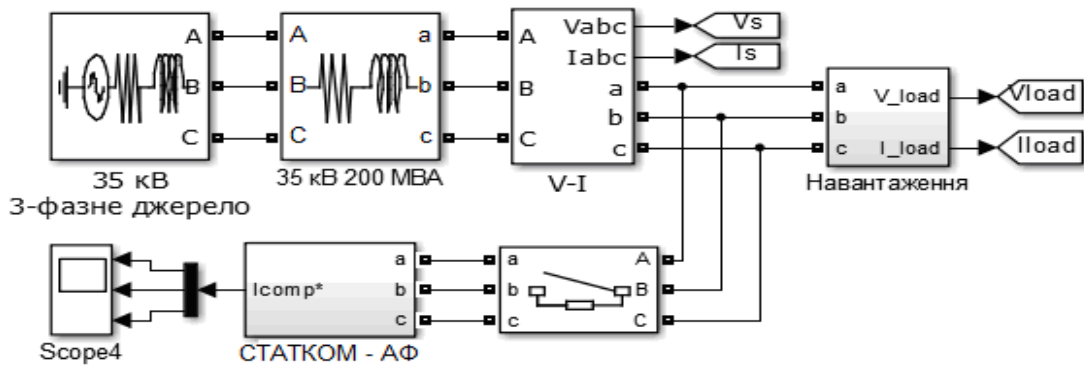 A
B
C
35 кВ
3-фазне джерело
A
B
C
a
b
c
35 кВ 200 МВА
A
B
C
Vabc
Iabc
a
b
c
V-I
Vs
Is
a
b
c
V_load
I_load
Навантаження
Vload
Iload
Scope4
Icomp*
a
b
c
СТАТКОМ - АФ
a
b
c
A
B
C